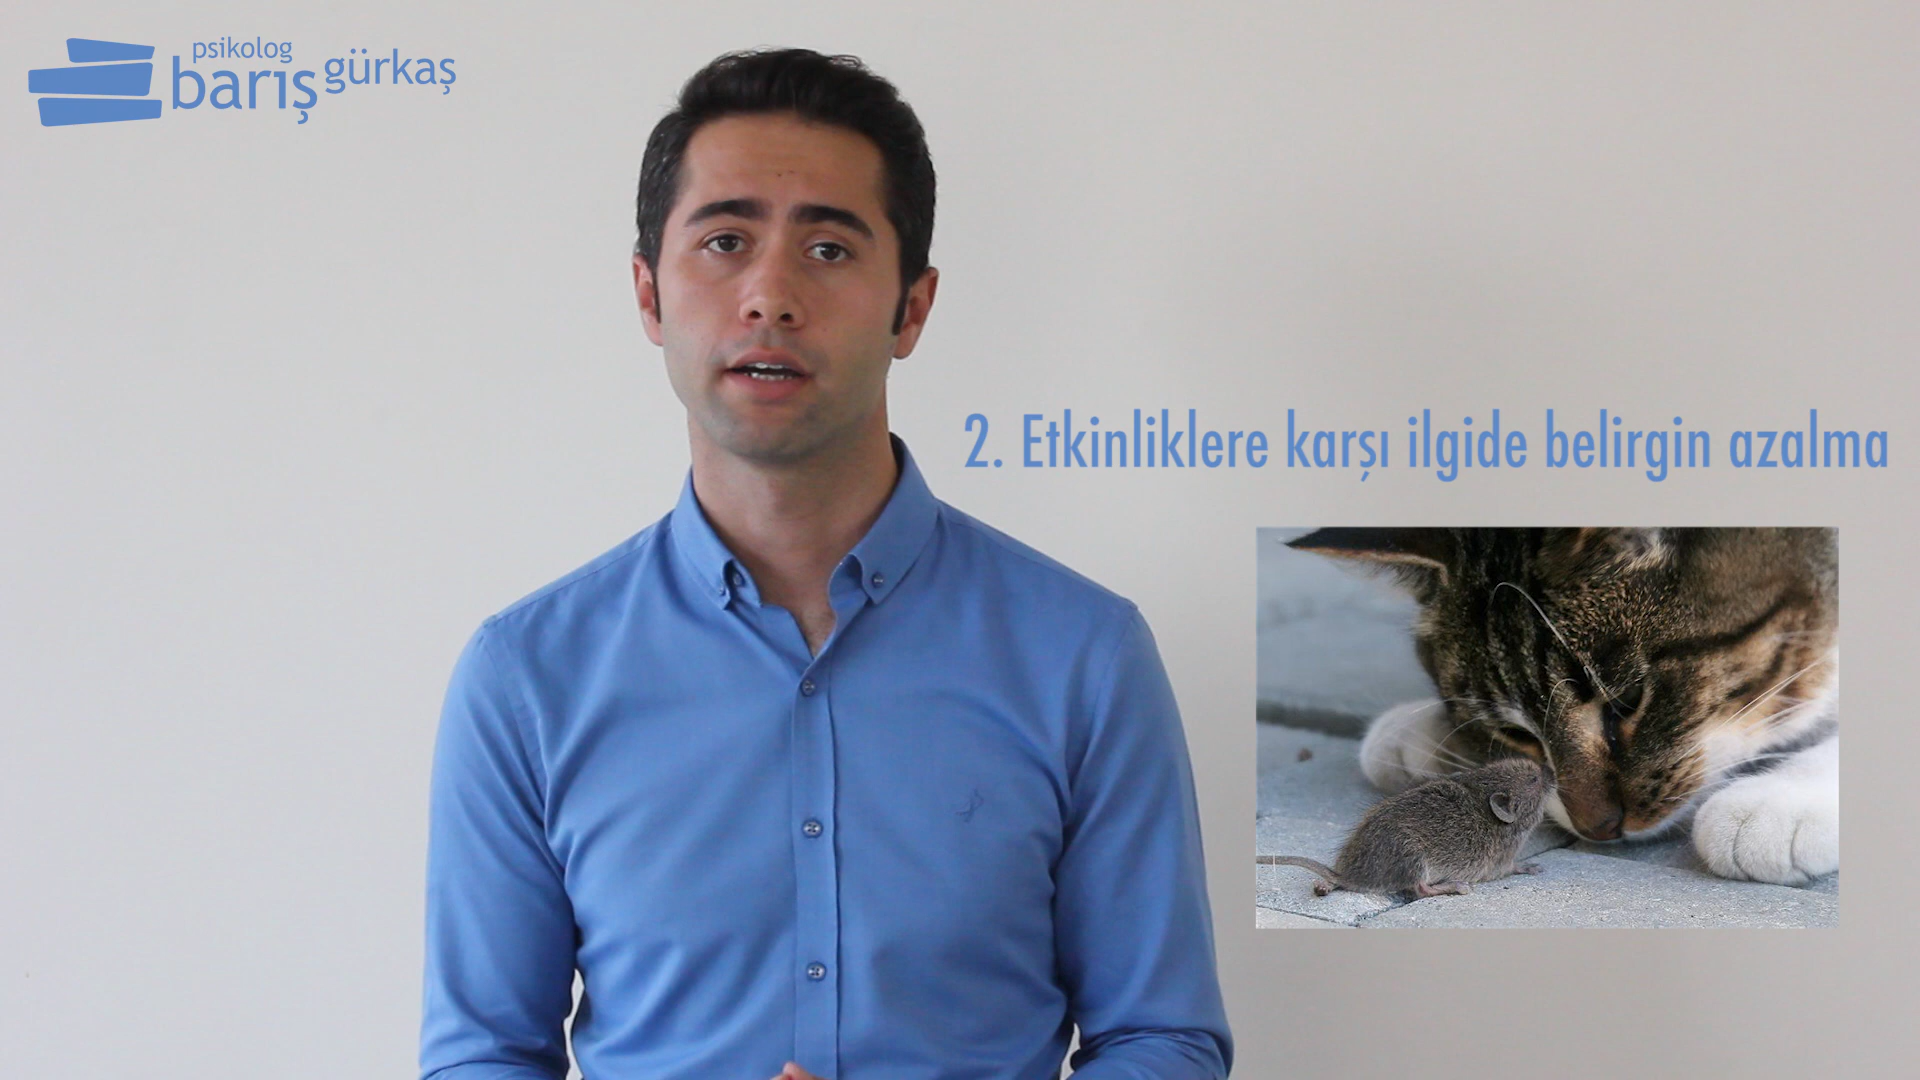 psikolog
barış gürkaş
2. Etkinliklere karşı ilgide belirgin azalma